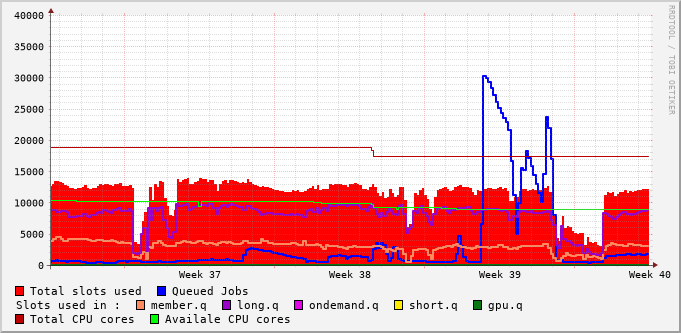 RRDTOOL / TOBI OETIKER
40000
35000
30000
25000
20000
15000
10000
5000
0
Week 37 Week 38 Week 39 Week 40
Total slots used Queued Jobs
Slots used in : member.q long.q ondemand.q short.q gpu.q
Total CPU cores Availale CPU cores